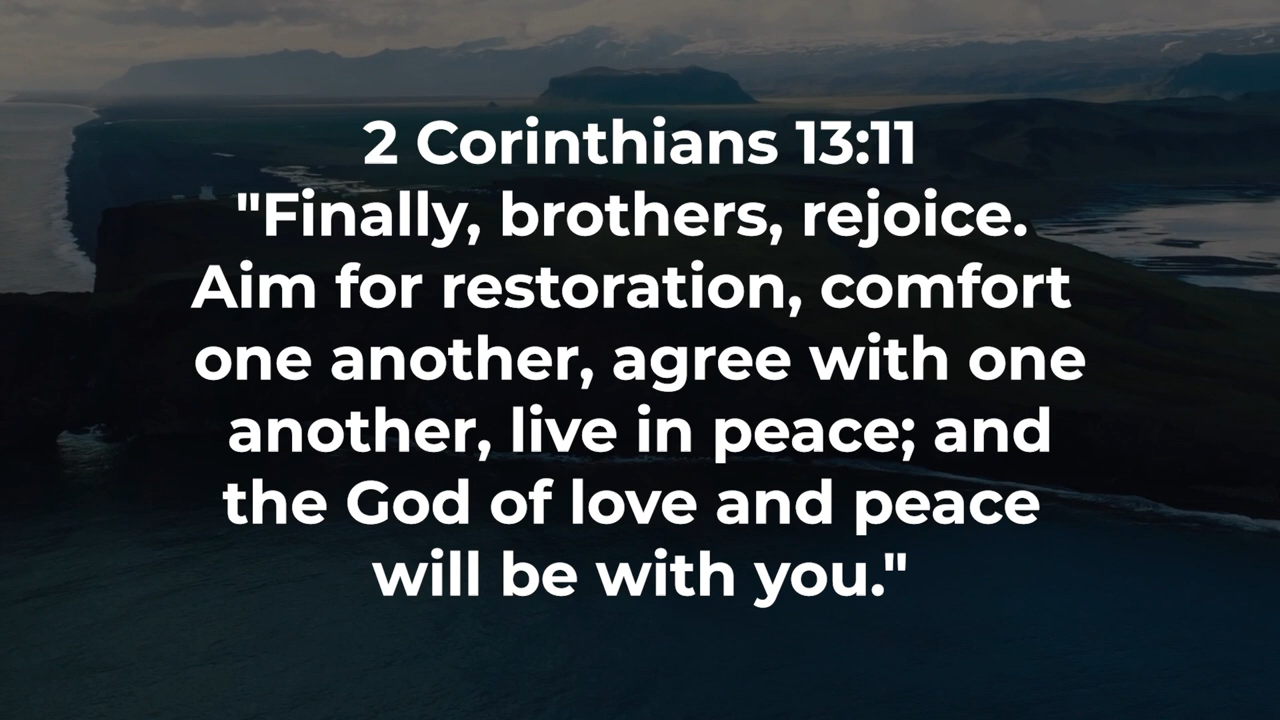 2 Corinthians 13:11
"Finally, brothers, rejoice.
Aim for restoration, comfort
one another, agree with one
another, live in peace; and
the God of love and peace
will be with you."